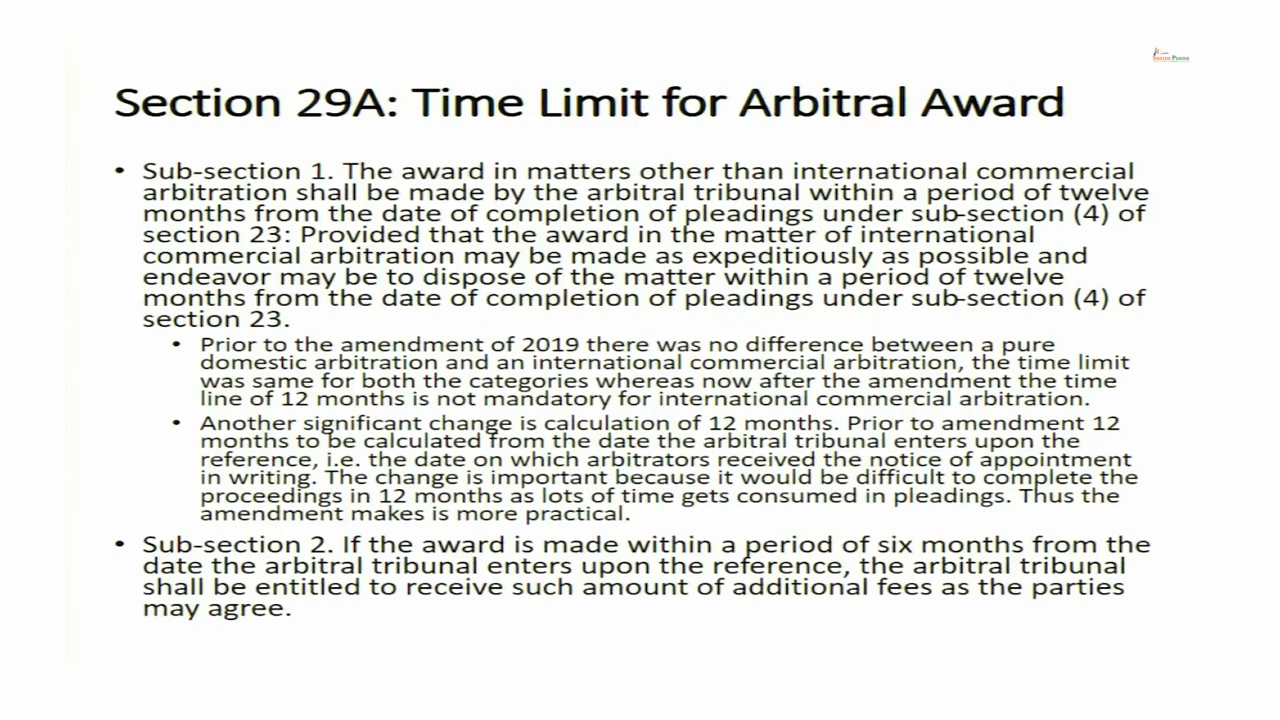 Section 29A: Time Limit for Arbitral Award
• Sub-section 1. The award in matters other than international commercial
arbitration shall be made by the arbitral tribunal within a period of twelve
months from the date of completion of pleadings under sub-section (4) of
section 23: Provided that the award in the matter of international
commercial arbitration may be made as expeditiously as possible and
endeavor may be to dispose of the matter within a period of twelve
months from the date of completion of pleadings under sub-section (4) of
section 23.
• Prior to the amendment of 2019 there was no difference between a pure
domestic arbitration and an international commercial arbitration, the time limit
was same for both the categories whereas now after the amendment the time
line of 12 months is not mandatory for international commercial arbitration.
• Another significant change is calculation of 12 months. Prior to amendment 12
months to be calculated from the date the arbitral tribunal enters upon the
reference, i.e. the date on which arbitrators received the notice of appointment
in writing. The change is important because it would be difficult to complete the
proceedings in 12 months as lots of time gets consumed in pleadings. Thus the
amendment makes is more practical.
• Sub-section 2. If the award is made within a period of six months from the
date the arbitral tribunal enters upon the reference, the arbitral tribunal
shall be entitled to receive such amount of additional fees as the parties
may agree.